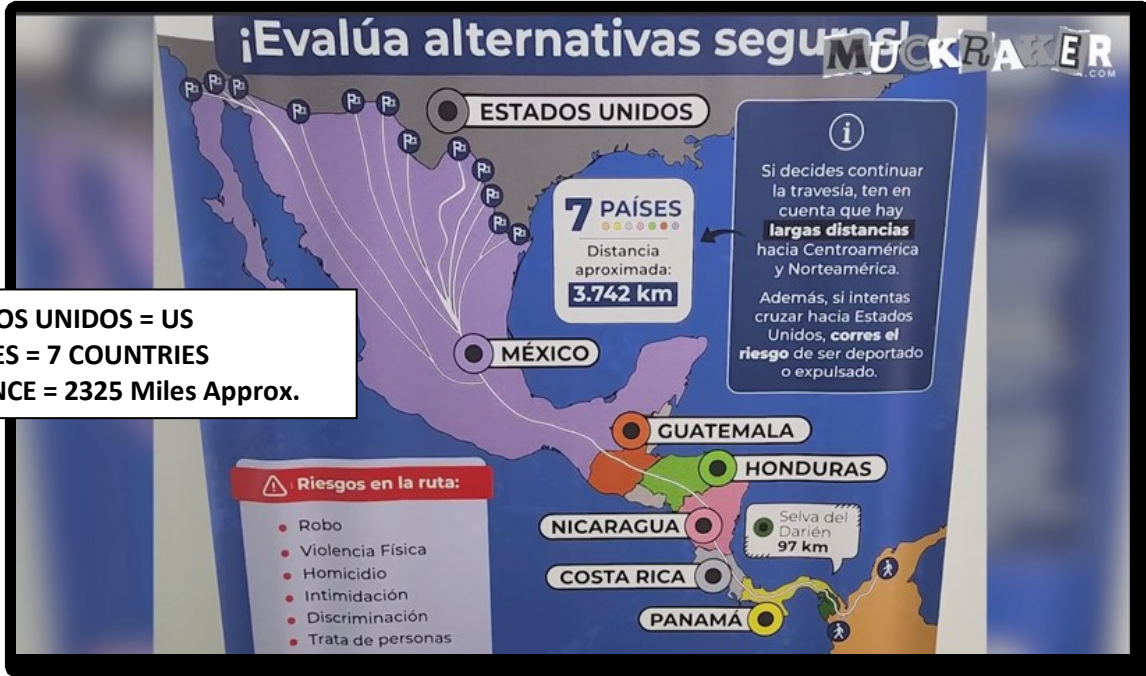 ¡Evalúa alternativas seguras!
MUCKRAKER
.COM
ESTADOS UNIDOS
7 PAÍSES
Distancia
aproximada:
3.742 km
i
Si decides continuar
la travesía, ten en
cuenta que hay
largas distancias
hacia Centroamérica
y Norteamérica.
Además, si intentas
cruzar hacia Estados
Unidos, corres el
riesgo de ser deportado
o expulsado.
OS UNIDOS = US
ES = 7 COUNTRIES
NCE = 2325 Miles Approx.
MÉXICO
GUATEMALA
HONDURAS
NICARAGUA
Selva del
Darién
97 km
COSTA RICA
PANAMÁ
Riesgos en la ruta:
Robo
Violencia Física
Homicidio
Intimidación
Discriminación
Trata de personas